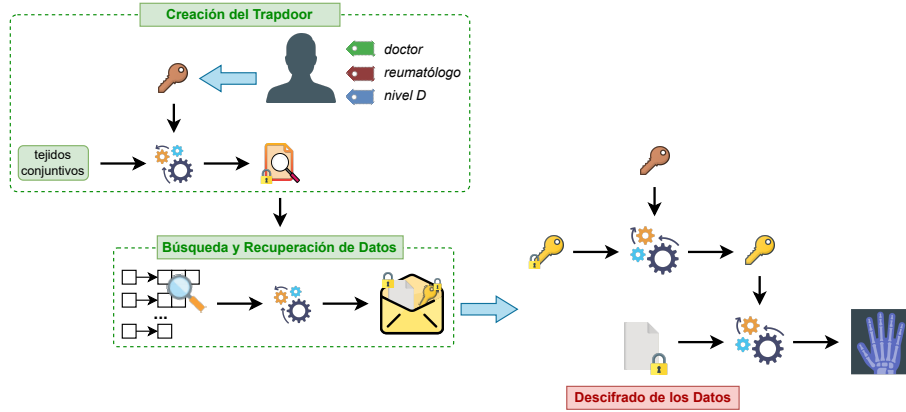 Creación del Trapdoor
doctor
reumatólogo
nivel D
tejidos
conjuntivos
Búsqueda y Recuperación de Datos
...
Descifrado de los Datos